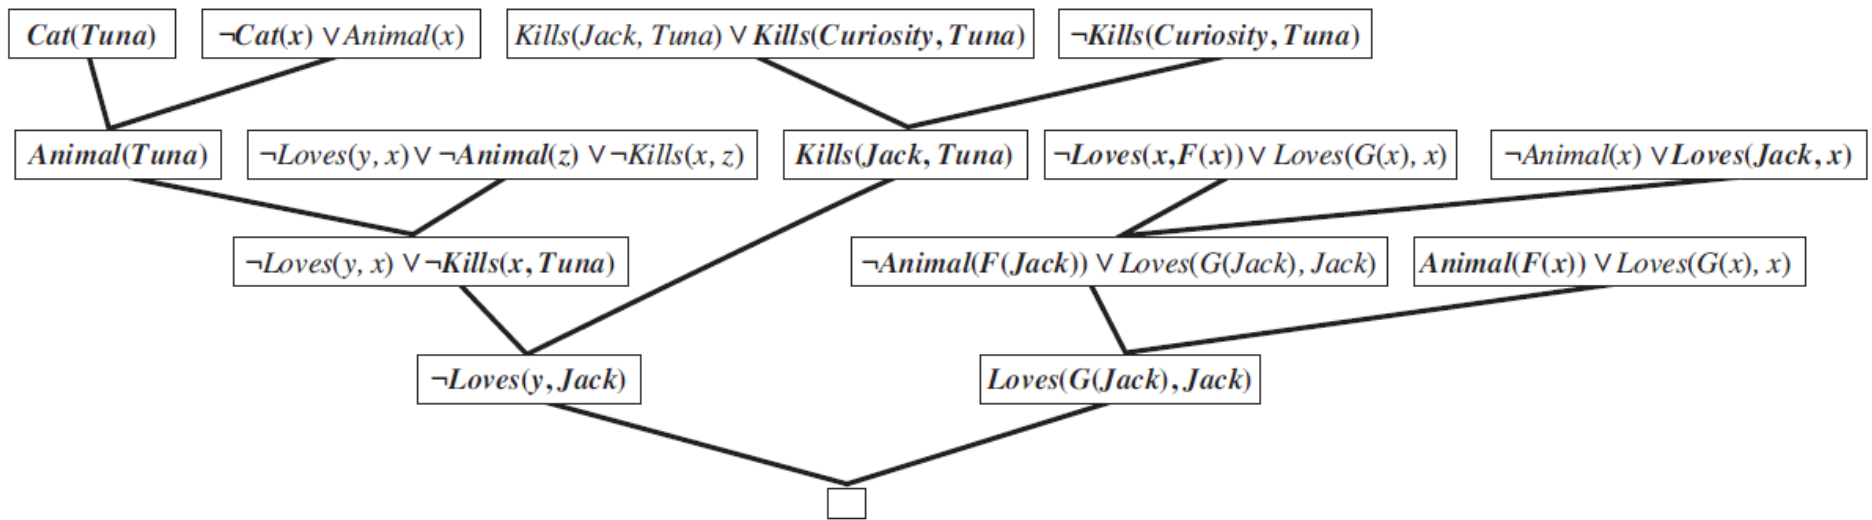 Cat(Tuna)
¬Cat(x) ∨ Animal(x)
Kills(Jack, Tuna) ∨ Kills(Curiosity, Tuna)
¬Kills(Curiosity, Tuna)
Animal(Tuna)
¬Loves(y, x) ∨ ¬Animal(z) ∨ ¬Kills(x, z)
Kills(Jack, Tuna)
¬Loves(x,F(x)) ∨ Loves(G(x), x)
¬Animal(x) ∨ Loves(Jack, x)
¬Loves(y, x) ∨ ¬Kills(x, Tuna)
¬Animal(F(Jack)) ∨ Loves(G(Jack), Jack)
Animal(F(x)) ∨ Loves(G(x), x)
¬Loves(y, Jack)
Loves(G(Jack), Jack)